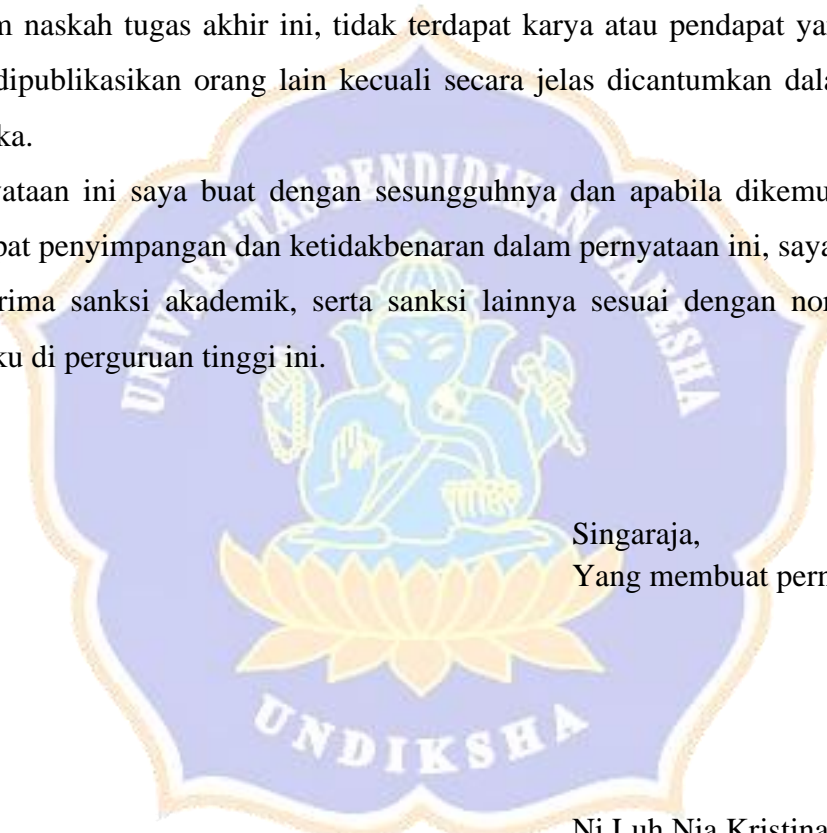 naskah tugas akhir ini, tidak terdapat karya atau pendapat
dipublikasikan orang lain kecuali secara jelas dicantumkan
ka.
yataan ini saya buat dengan sesungguhnya dan apabila dikemu
pat penyimpangan dan ketidakbenaran dalam pernyataan ini, saya
rima sanksi akademik, serta sanksi lainnya sesuai dengan nor
ku di perguruan tinggi ini.
UNIVERSITAS PENDIDIKAN GANESHA
Singaraja,
Yang membuat pern
UNDIKSHA
Ni Luh Nia Kristina